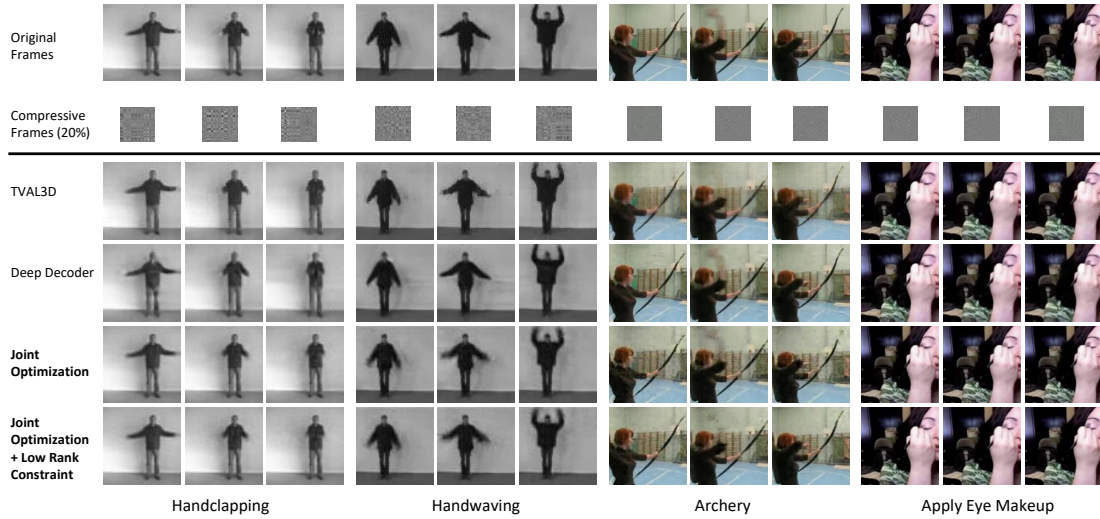 Original
Frames
Compressive
Frames (20%)
TVAL3D
Deep Decoder
Joint
Optimization
Joint
Optimization
+ Low Rank
Constraint
Handclapping
Handwaving
Archery
Apply Eye Makeup